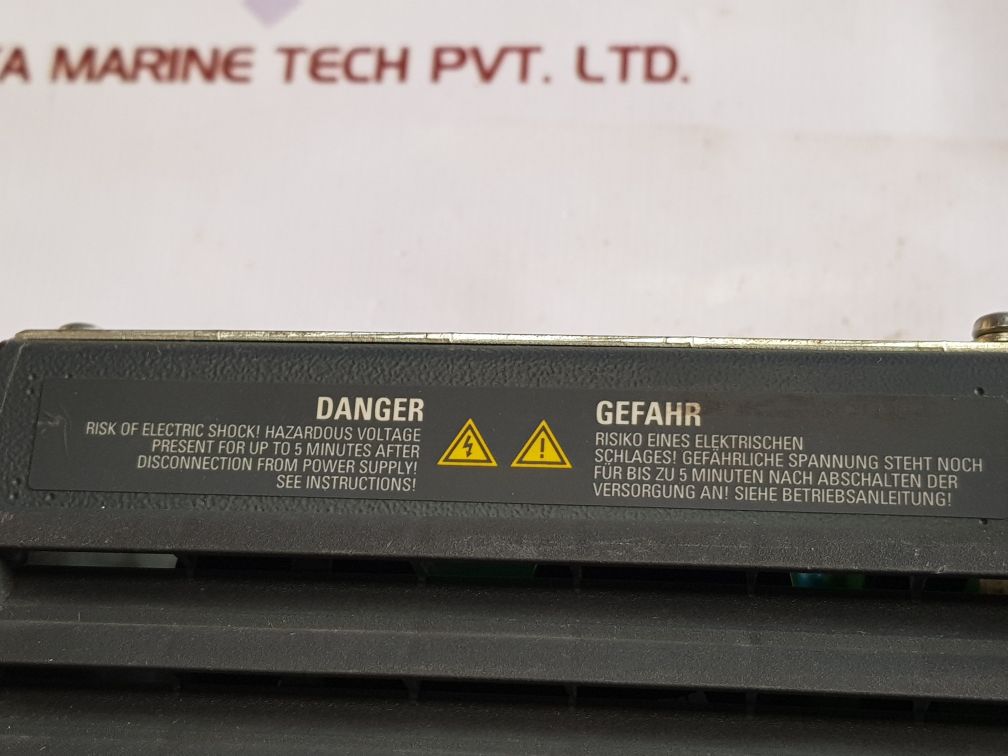 A MARINE TECH PVT. LTD.
DANGER
RISK OF ELECTRIC SHOCK! HAZARDOUS VOLTAGE
PRESENT FOR UP TO 5 MINUTES AFTER
DISCONNECTION FROM POWER SUPPLY!
SEE INSTRUCTIONS!
GEFAHR
RISIKO EINES ELEKTRISCHEN
SCHLAGES! GEFÄHRLICHE SPANNUNG STEHT NOCH
FÜR BIS ZU 5 MINUTEN NACH ABSCHALTEN DER
VERSORGUNG AN! SIEHE BETRIEBSANLEITUNG!